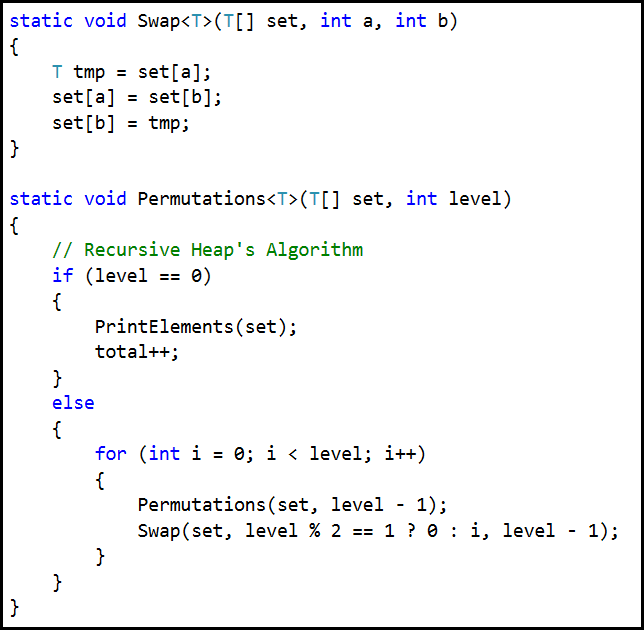 static void Swap<T>(T[] set, int a, int b)
{
    T tmp = set[a];
    set[a] = set[b];
    set[b] = tmp;
}

static void Permutations<T>(T[] set, int level)
{
    // Recursive Heap's Algorithm
    if (level == 0)
    {
        PrintElements(set);
        total++;
    }
    else
    {
        for (int i = 0; i < level; i++)
        {
            Permutations(set, level - 1);
            Swap(set, level % 2 == 1 ? 0 : i, level - 1);
        }
    }
}